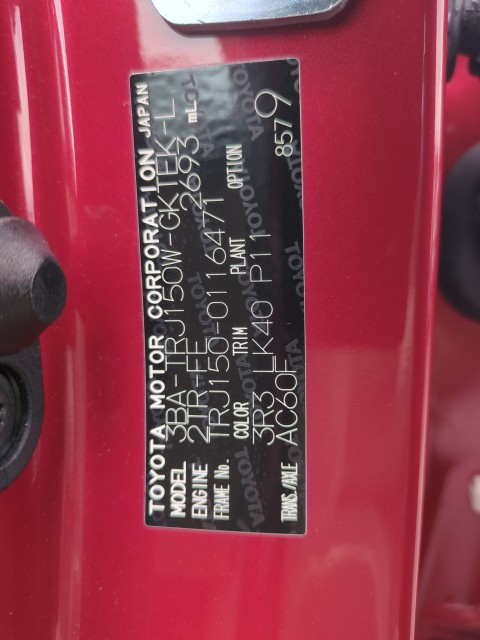 TOYOTA MOTOR CORPORATION JAPAN
MODEL 3BA-TRJ150W-GKTEK-L
ENGINE 2TR-FE 2693 mL
FRAME No. TRJ150-0116471
COLOR TRIM PLANT OPTION
3R3 LK40 P11 8579
TRANS./AXLE AC60F